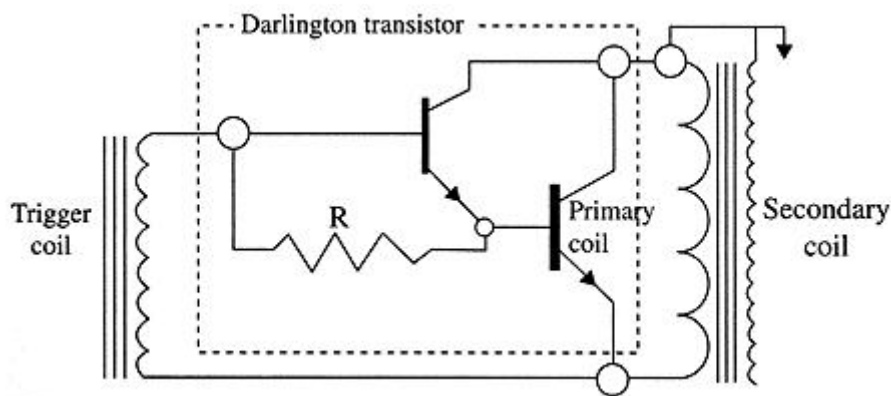 Darlington transistor
Trigger
coil
R
Primary
coil
Secondary
coil